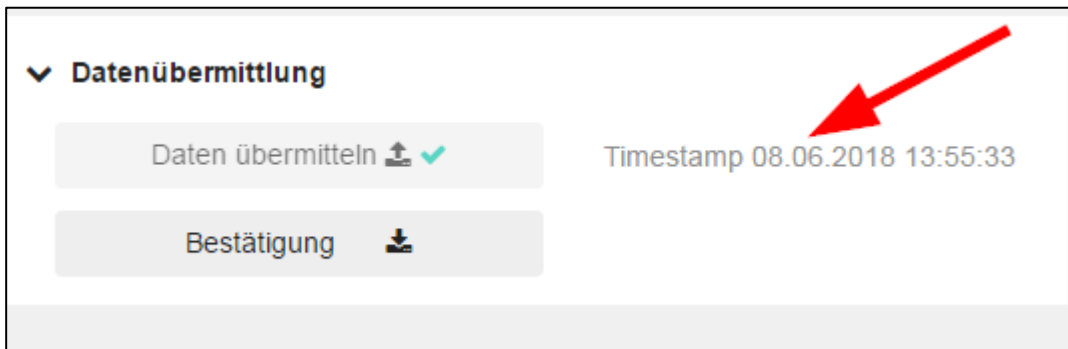 Datenübermittlung
Daten übermitteln
Timestamp 08.06.2018 13:55:33
Bestätigung